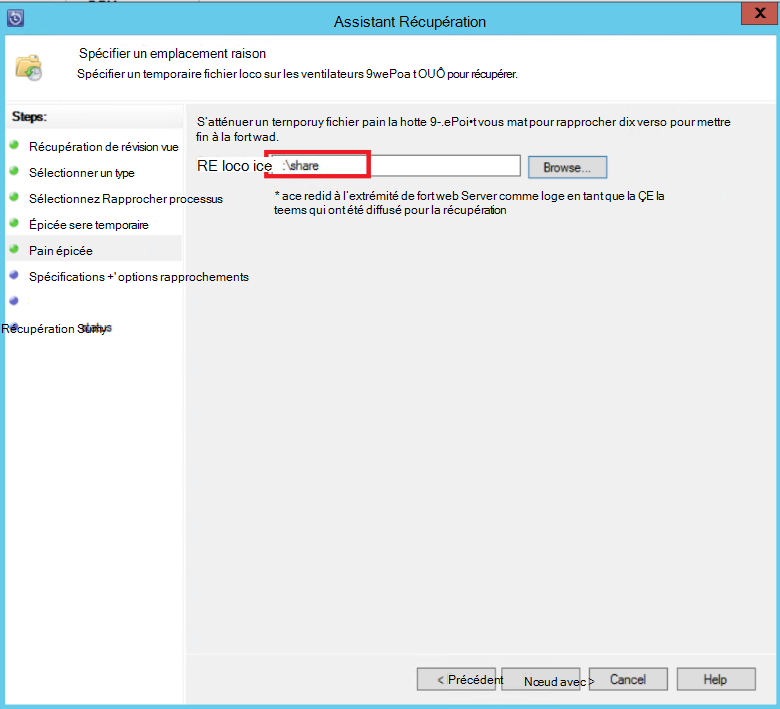 Assistant Récupération
X
Spécifier un emplacement raison
Spécifier un temporaire fichier loco sur les ventilateurs 9wePoa t OUÔ pour récupérer.
Steps:
Récupération de révision vue
Sélectionner un type
Sélectionnez Rapprocher processus
Épicée sere temporaire
Pain épicée
Spécifications +' options rapprochements
Récupération
S'atténuer un ternporuy fichier pain la hotte 9-.ePoi•t vous mat pour rapprocher dix verso pour mettre
fin à la fort wad.
RE loco ice :\share
Browse...
* ace redid à l'extrémité de fort web Server comme loge en tant que la ÇE la
teems qui ont été diffusé pour la récupération
< Précédent
Nœud avec >
Cancel
Help